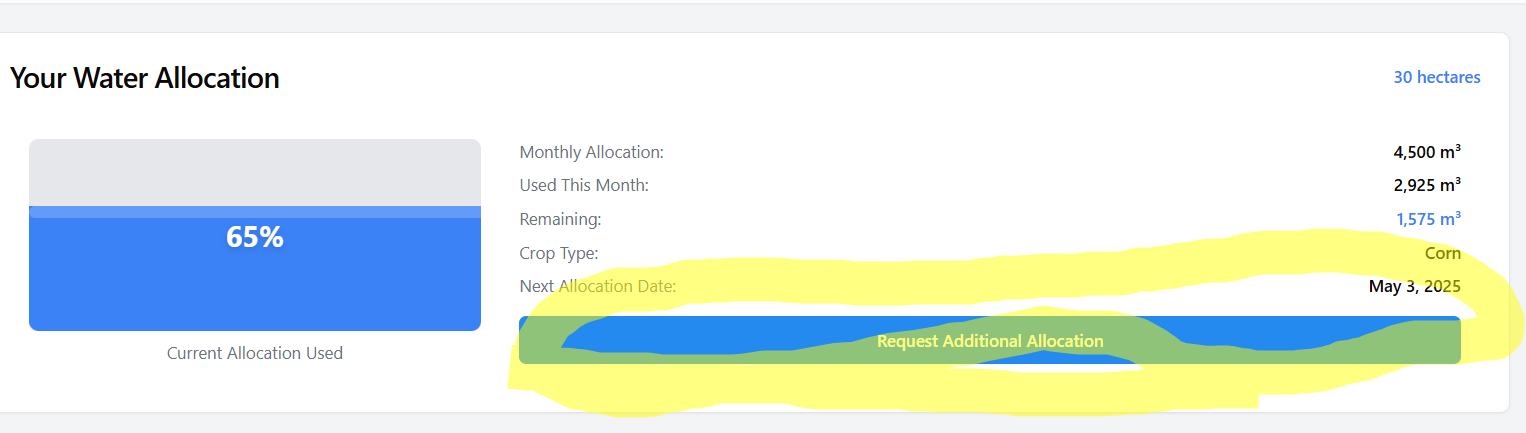 Your Water Allocation
30 hectares
65%
Current Allocation Used
Monthly Allocation: 4,500 m³
Used This Month: 2,925 m³
Remaining: 1,575 m³
Crop Type: Corn
Next Allocation Date: May 3, 2025
Request Additional Allocation